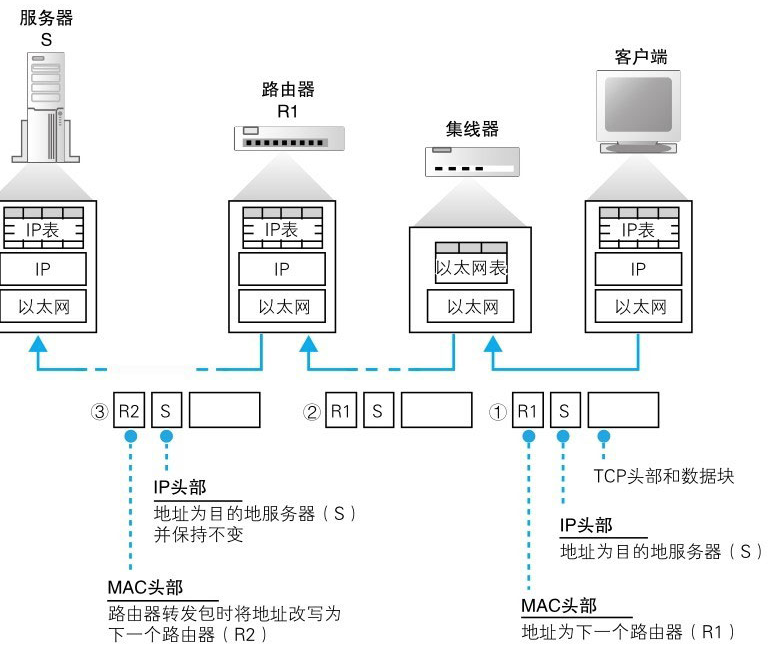 服务器
S
路由器
R1
集线器
客户端
IP表
IP
以太网
IP表
IP
以太网
以太网表
以太网
IP表
IP
以太网
③ R2 S
② R1 S
① R1 S
TCP头部和数据块
IP头部
地址为目的地服务器（S）
并保持不变
IP头部
地址为目的地服务器（S）
MAC头部
路由器转发包时将地址改写为
下一个路由器（R2）
MAC头部
地址为下一个路由器（R1）